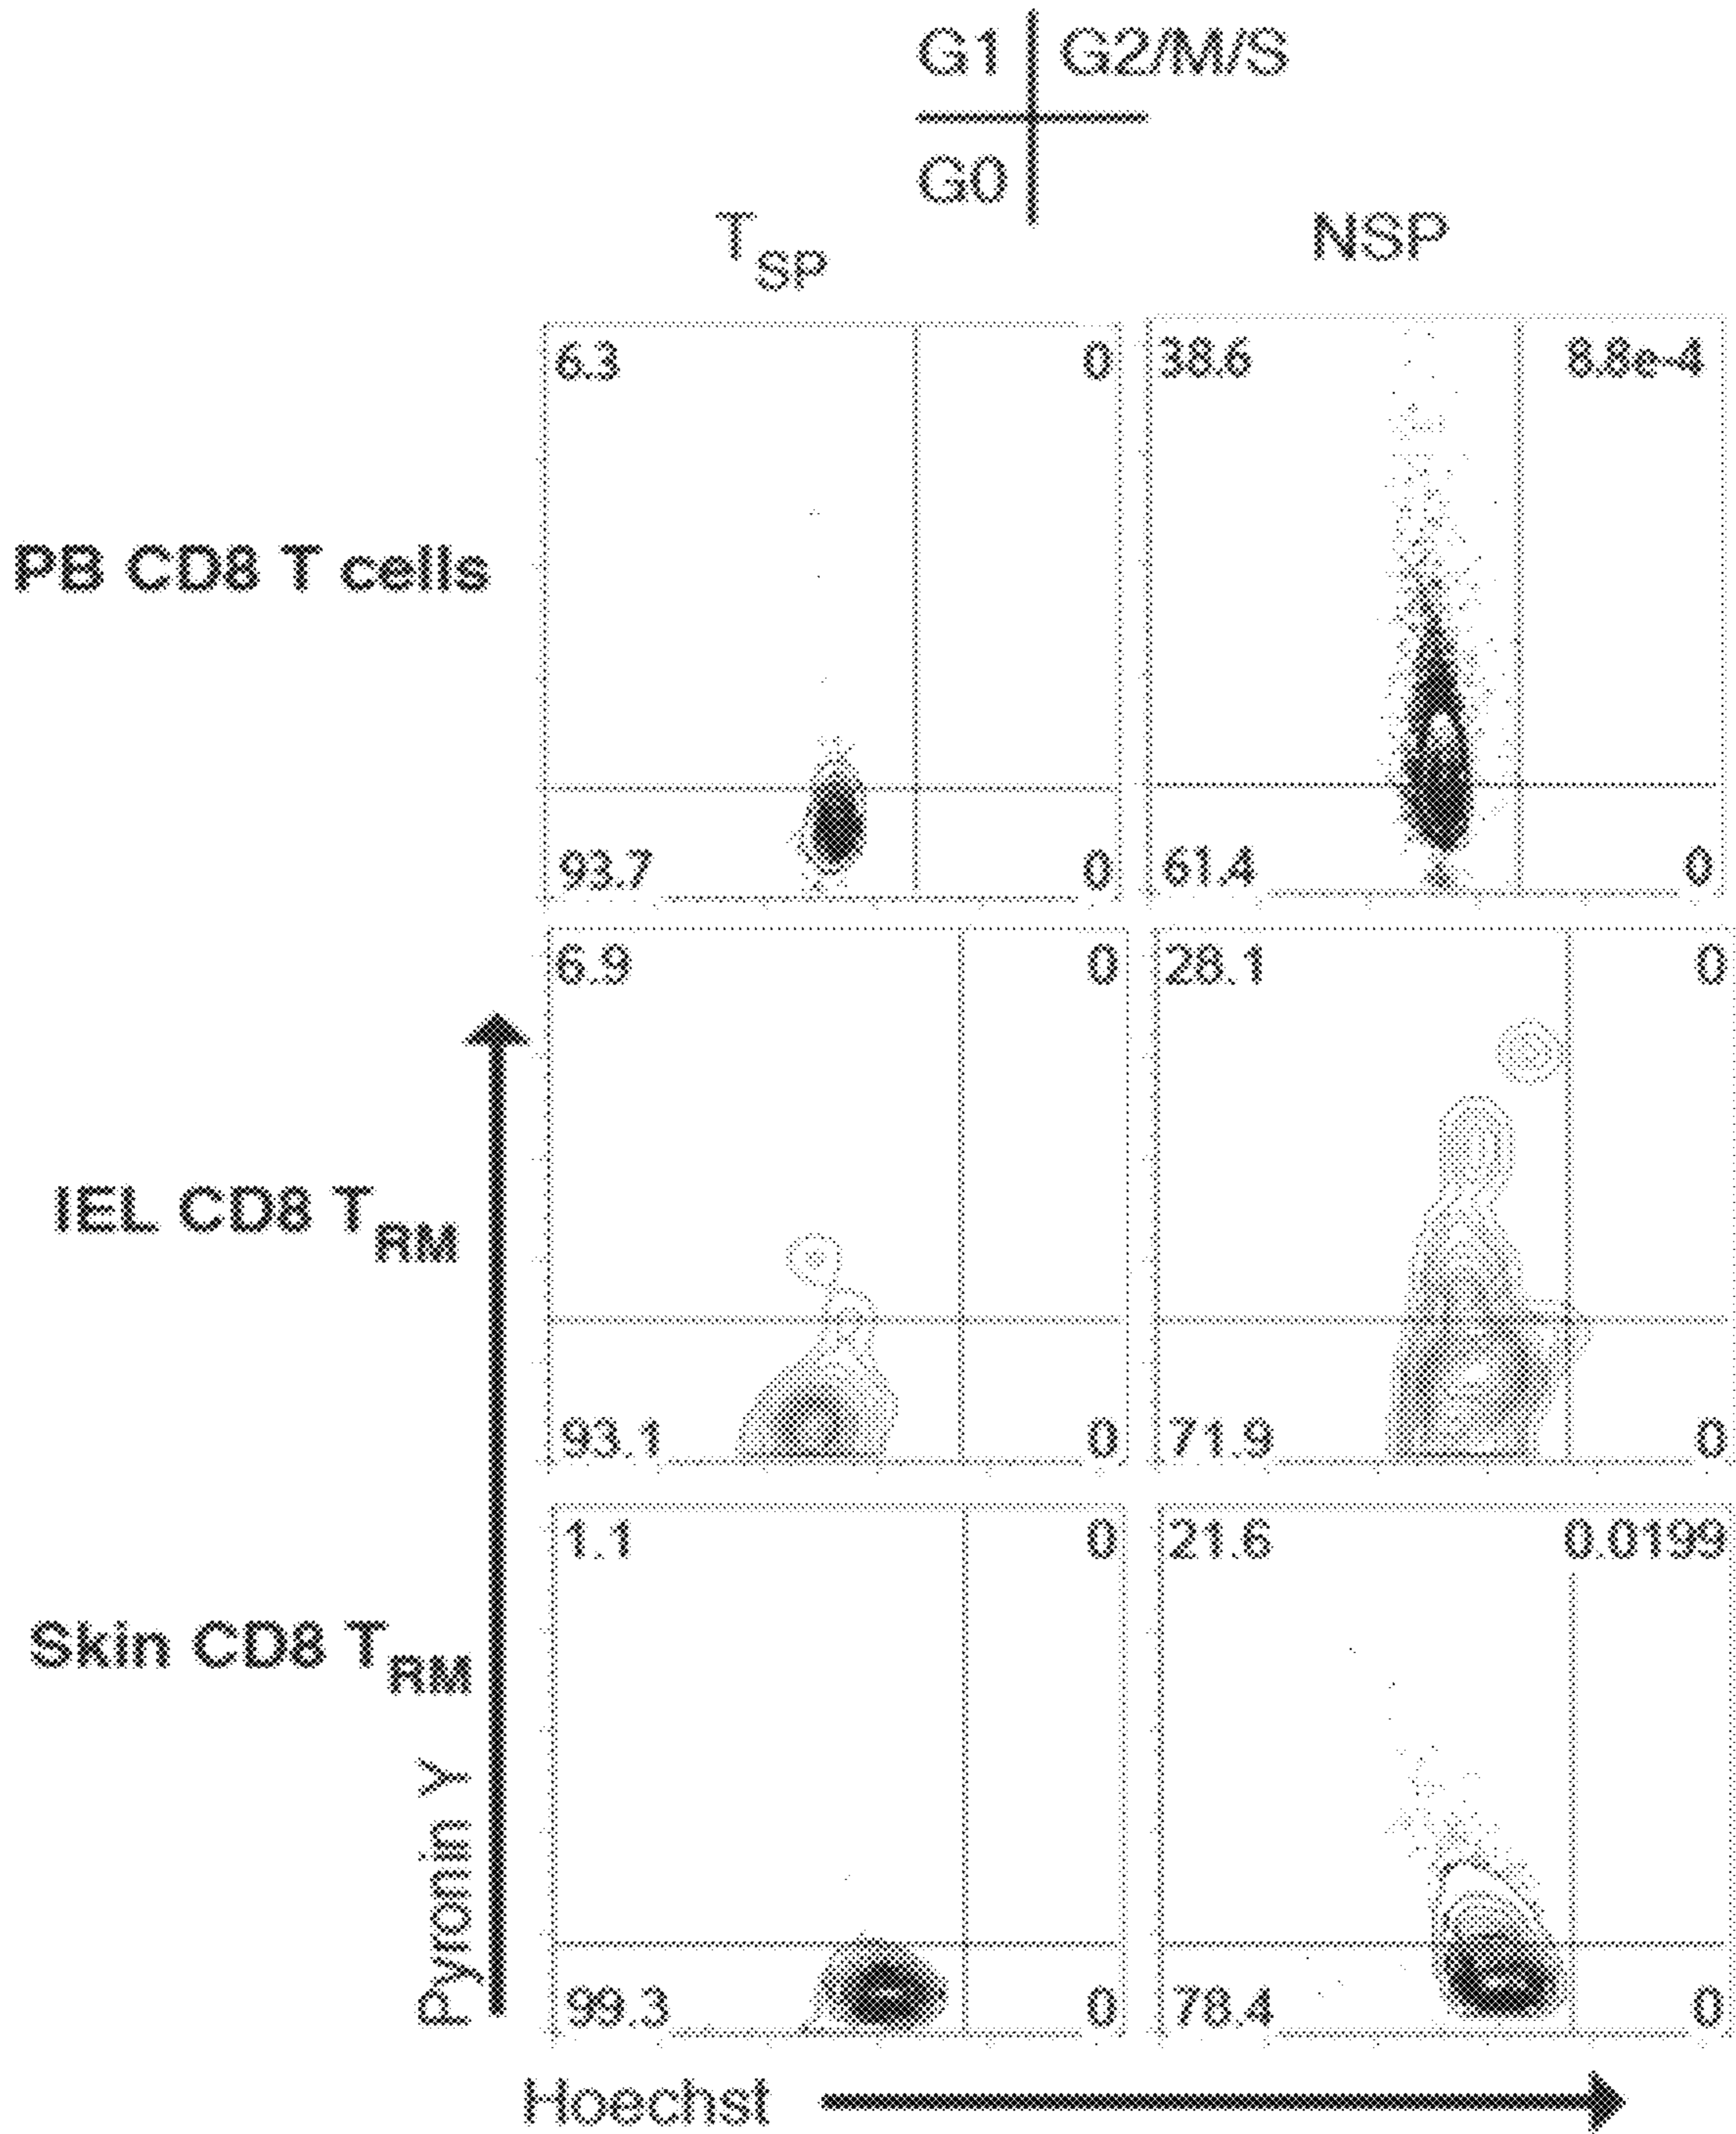 G1 G2/M/S
G0
TSP NSP
6.3 0 38.6 8.8e-4
PB CD8 T cells
93.7 0 61.4 0
6.9 0 28.1 0
IEL CD8 TRM
93.1 0 71.9 0
1.1 0 21.6 0.0199
Skin CD8 TRM
99.3 0 78.4 0
Pyronin Y
Hoechst